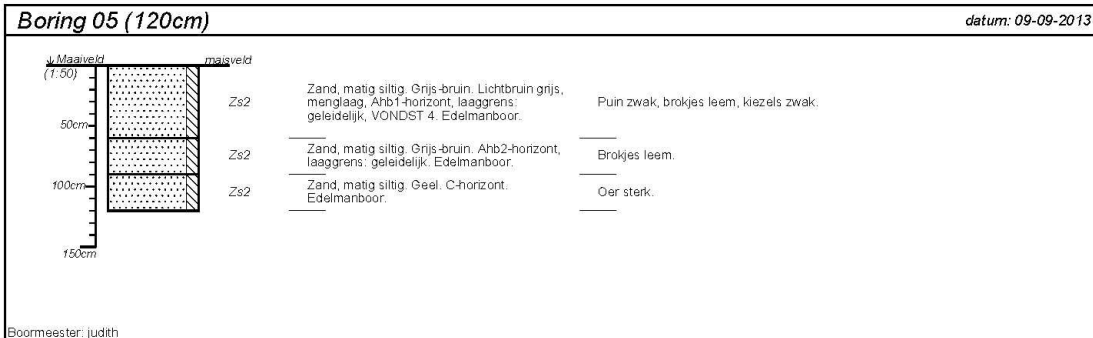 Boring 05 (120cm)
datum: 09-09-2013
↓ Maaiveld
maisveld
(1:50)
Zs2
Zand, matig siltig. Grijs-bruin. Lichtbruin grijs,
menglaag, Ahb1-horizont, laaggrens:
geleidelijk, VONDST 4. Edelmanboor.
Puin zwak, brokjes leem, kiezels zwak.
50cm
Zs2
Zand, matig siltig. Grijs-bruin. Ahb2-horizont,
laaggrens: geleidelijk. Edelmanboor.
Brokjes leem.
100cm
Zs2
Zand, matig siltig. Geel. C-horizont.
Edelmanboor.
Oer sterk.
150cm
Boormeester: judith